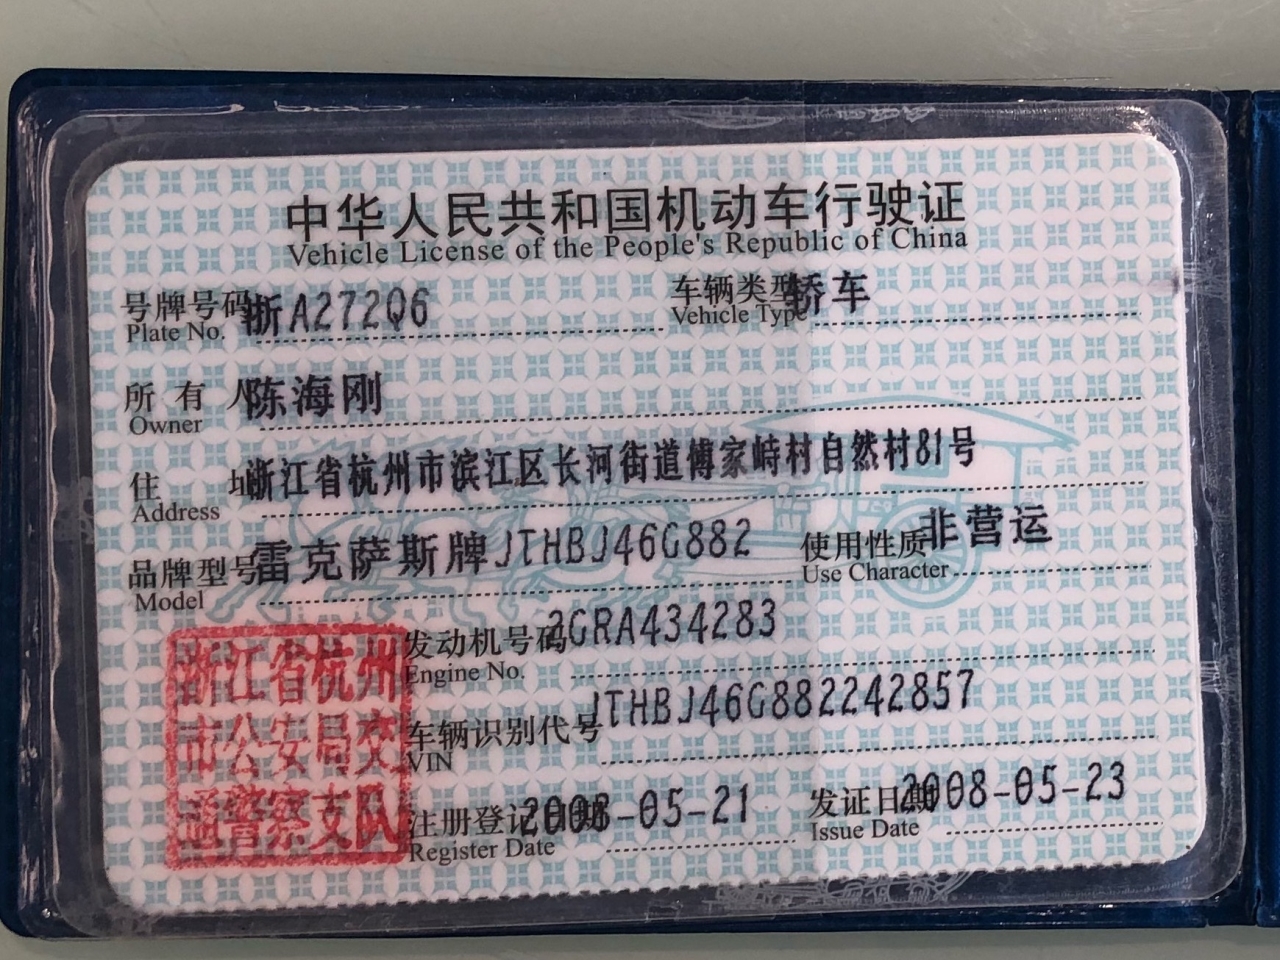 中华人民共和国机动车行驶证
Vehicle License of the People's Republic of China
号牌号码 浙A272Q6 车辆类型 轿车
Plate No. Vehicle Type
所有人 陈海刚
Owner
住址 浙江省杭州市滨江区长河街道傅家峙村自然村81号
Address
品牌型号 雷克萨斯牌JTHBJ46G882 使用性质 非营运
Model Use Character
发动机号码 2GRA434283
Engine No.
车辆识别代号 JTHBJ46G882242857
VIN
注册登记日期 2008-05-21 发证日期 2008-05-23
Register Date Issue Date
浙江省杭州
市公安局交
通警察支队